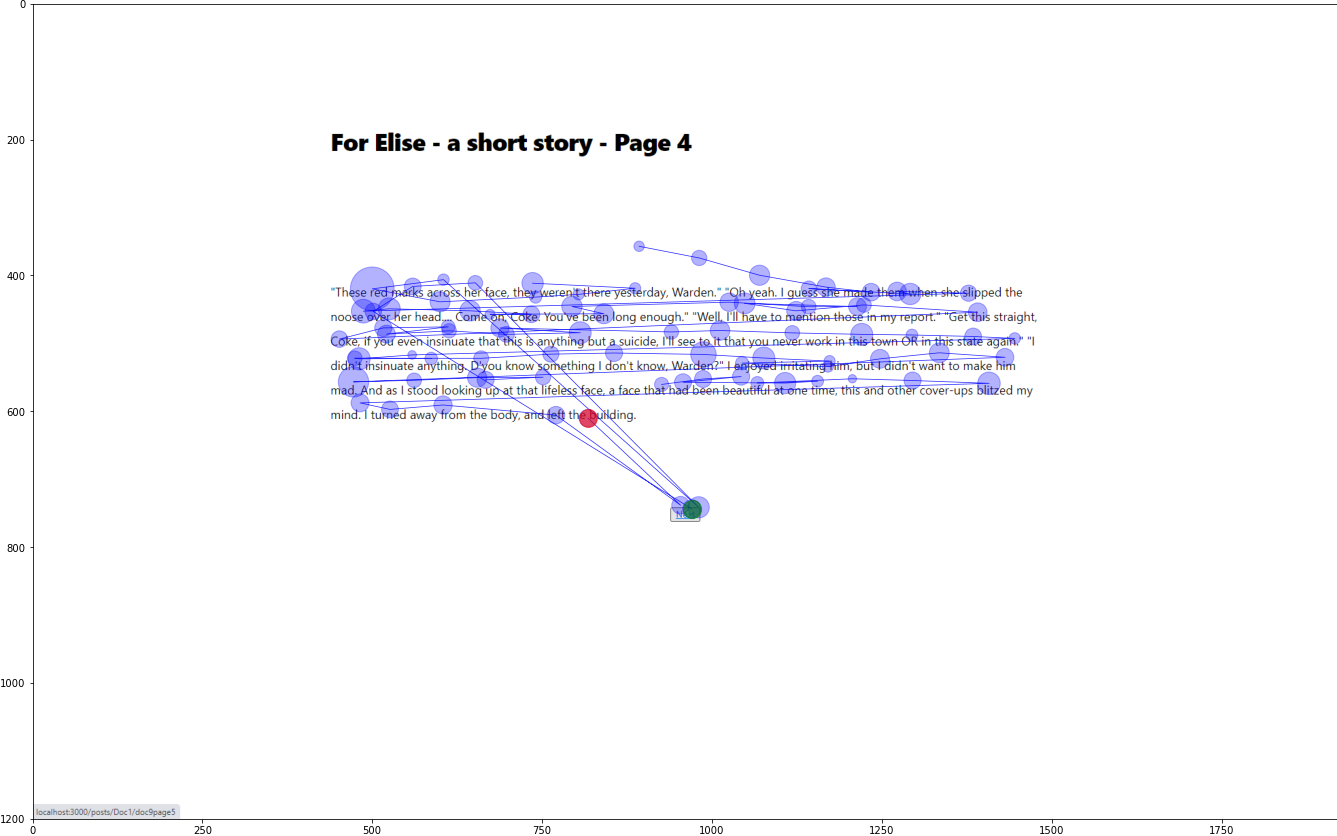 For Elise - a short story - Page 4
"These red marks across her face, they weren't there yesterday, Warden." "Oh yeah. I guess she made them when she slipped the
noose over her head.... Come on, Coke. You've been long enough." "Well, I'll have to mention those in my report." "Get this straight,
Coke, if you even insinuate that this is anything but a suicide, I'll see to it that you never work in this town OR in this state again." "I
didn't insinuate anything. D'you know something I don't know, Warden?" I enjoyed irritating him, but I didn't want to make him
mad. And as I stood looking up at that lifeless face, a face that had been beautiful at one time, this and other cover-ups blitzed my
mind. I turned away from the body, and left the building.
localhost:3000/posts/Doc1/doc9page5
0
200
400
600
800
1000
1200
0 250 500 750 1000 1250 1500 1750